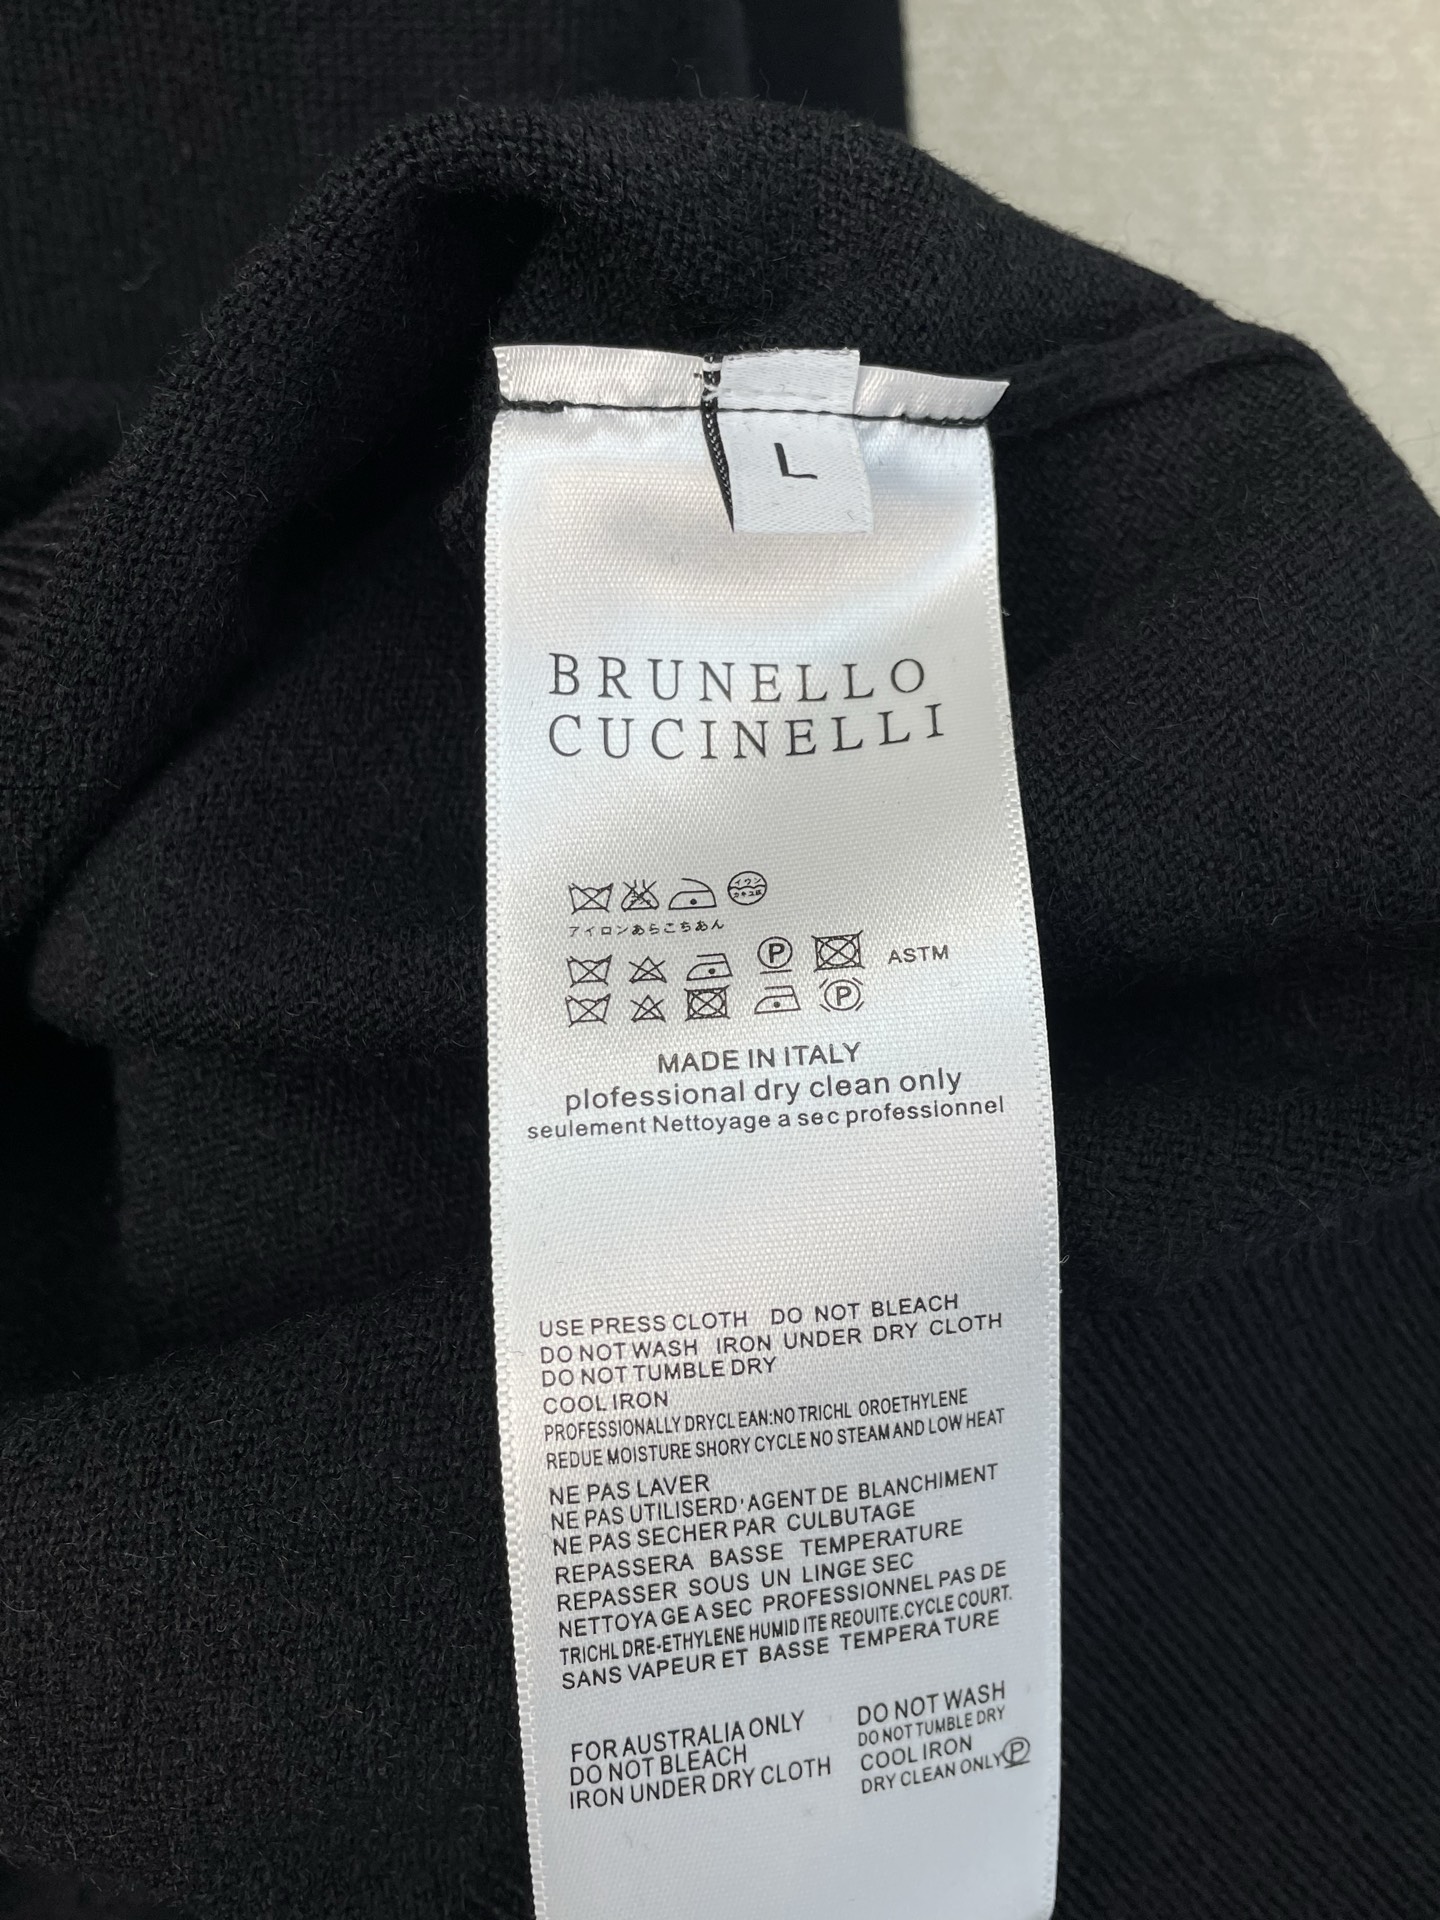 L
BRUNELLO
CUCINELLI
アイロンあらこちあん
P
ASTM
P
MADE IN ITALY
plofessional dry clean only
seulement Nettoyage a sec professionnel
USE PRESS CLOTH DO NOT BLEACH
DO NOT WASH IRON UNDER DRY CLOTH
DO NOT TUMBLE DRY
COOL IRON
PROFESSIONALLY DRYCL EAN:NO TRICHL OROETHYLENE
REDUE MOISTURE SHORY CYCLE NO STEAM AND LOW HEAT
NE PAS LAVER
NE PAS UTILISERD'AGENT DE BLANCHIMENT
NE PAS SECHER PAR CULBUTAGE
REPASSERA BASSE TEMPERATURE
REPASSER SOUS UN LINGE SEC
NETTOYAGE A SEC PROFESSIONNEL PAS DE
TRICHL DRE-ETHYLENE HUMID ITE REOUITE.CYCLE COURT.
SANS VAPEUR ET BASSE TEMPERATURE
FOR AUSTRALIA ONLY
DO NOT BLEACH
IRON UNDER DRY CLOTH
DO NOT WASH
DO NOT TUMBLE DRY
COOL IRON
DRY CLEAN ONLY P